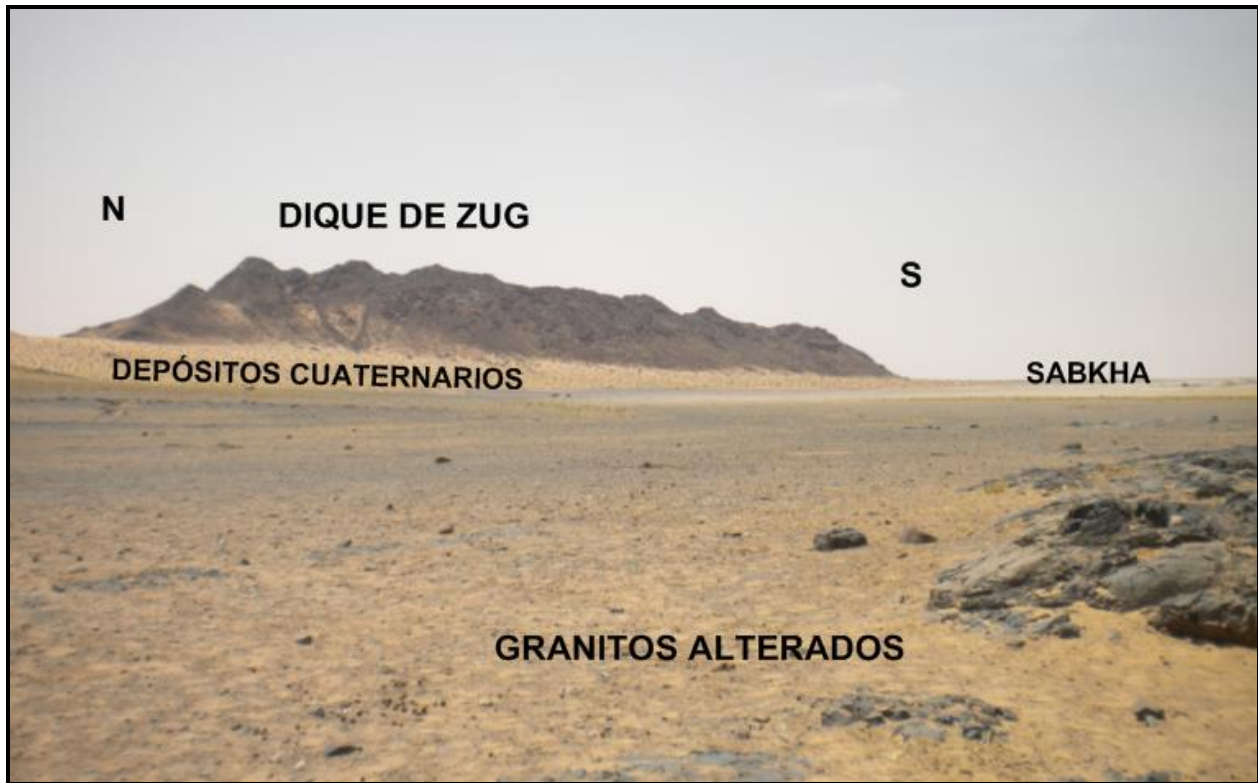 N
DIQUE DE ZUG
S
DEPÓSITOS CUATERNARIOS
SABKHA
GRANITOS ALTERADOS